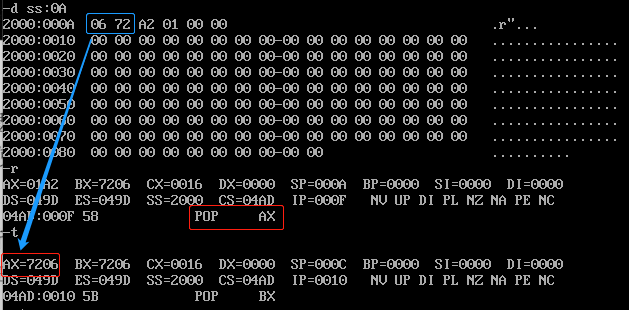 -d ss:0A
2000:000A 06 72 A2 01 00 00 .r"...
2000:0010 00 00 00 00 00 00 00 00-00 00 00 00 00 00 00 00 ................
2000:0020 00 00 00 00 00 00 00 00-00 00 00 00 00 00 00 00 ................
2000:0030 00 00 00 00 00 00 00 00-00 00 00 00 00 00 00 00 ................
2000:0040 00 00 00 00 00 00 00 00-00 00 00 00 00 00 00 00 ................
2000:0050 00 00 00 00 00 00 00 00-00 00 00 00 00 00 00 00 ................
2000:0060 00 00 00 00 00 00 00 00-00 00 00 00 00 00 00 00 ................
2000:0070 00 00 00 00 00 00 00 00-00 00 00 00 00 00 00 00 ................
2000:0080 00 00 00 00 00 00 00 00-00 00 ..........
-r
AX=01A2 BX=7206 CX=0016 DX=0000 SP=000A BP=0000 SI=0000 DI=0000
DS=049D ES=049D SS=2000 CS=04AD IP=000F NV UP DI PL NZ NA PE NC
04AD:000F 58 POP AX
-t
AX=7206 BX=7206 CX=0016 DX=0000 SP=000C BP=0000 SI=0000 DI=0000
DS=049D ES=049D SS=2000 CS=04AD IP=0010 NV UP DI PL NZ NA PE NC
04AD:0010 5B POP BX